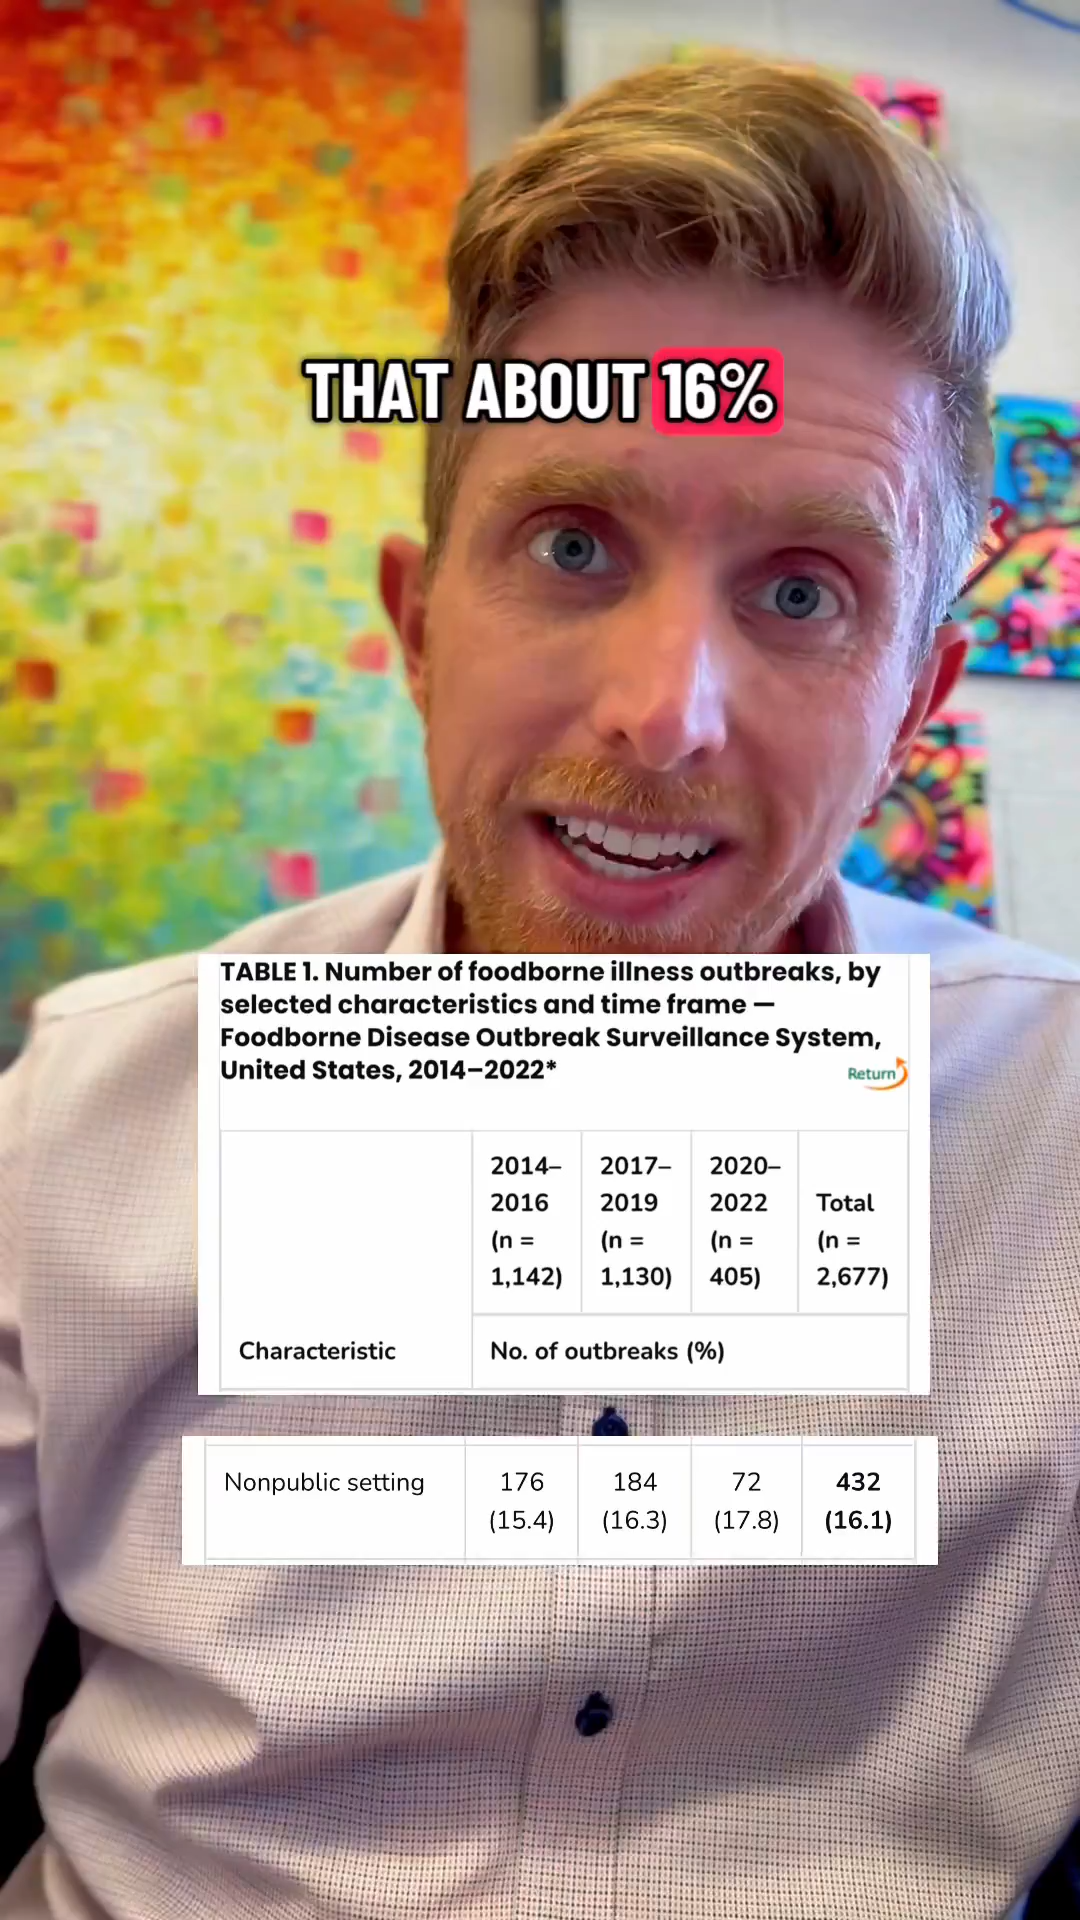 THAT ABOUT 16%
TABLE 1. Number of foodborne illness outbreaks, by
selected characteristics and time frame —
Foodborne Disease Outbreak Surveillance System,
United States, 2014–2022*
Return
2014– 2017– 2020–
2016 2019 2022 Total
(n = (n = (n = (n =
1,142) 1,130) 405) 2,677)
Characteristic No. of outbreaks (%)
Nonpublic setting 176 184 72 432
(15.4) (16.3) (17.8) (16.1)